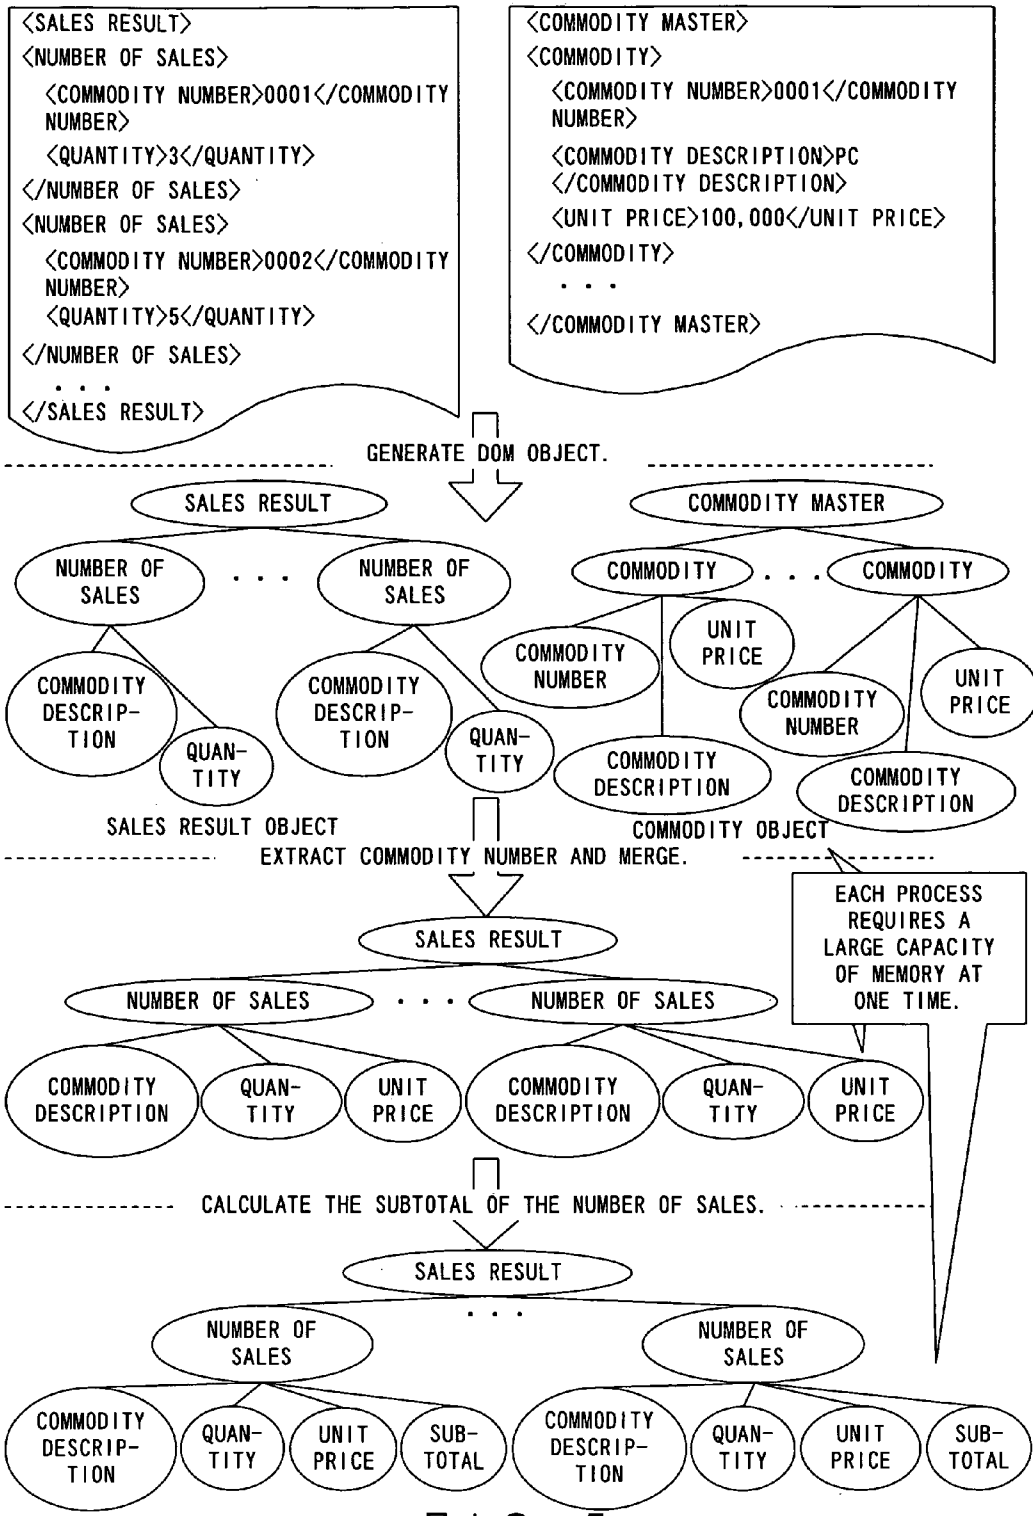 <SALES RESULT>
<NUMBER OF SALES>
<COMMODITY NUMBER>0001</COMMODITY
NUMBER>
<QUANTITY>3</QUANTITY>
</NUMBER OF SALES>
<NUMBER OF SALES>
<COMMODITY NUMBER>0002</COMMODITY
NUMBER>
<QUANTITY>5</QUANTITY>
</NUMBER OF SALES>
. . .
</SALES RESULT>
<COMMODITY MASTER>
<COMMODITY>
<COMMODITY NUMBER>0001</COMMODITY
NUMBER>
<COMMODITY DESCRIPTION>PC
</COMMODITY DESCRIPTION>
<UNIT PRICE>100,000</UNIT PRICE>
</COMMODITY>
. . .
</COMMODITY MASTER>
GENERATE DOM OBJECT.
SALES RESULT
NUMBER OF
SALES
. . .
NUMBER OF
SALES
COMMODITY
DESCRIP-
TION
QUAN-
TITY
COMMODITY
DESCRIP-
TION
QUAN-
TITY
SALES RESULT OBJECT
COMMODITY MASTER
COMMODITY
. . .
COMMODITY
COMMODITY
NUMBER
UNIT
PRICE
COMMODITY
DESCRIPTION
COMMODITY
NUMBER
UNIT
PRICE
COMMODITY
DESCRIPTION
COMMODITY OBJECT
EXTRACT COMMODITY NUMBER AND MERGE.
EACH PROCESS
REQUIRES A
LARGE CAPACITY
OF MEMORY AT
ONE TIME.
SALES RESULT
NUMBER OF SALES
. . .
NUMBER OF SALES
COMMODITY
DESCRIPTION
QUAN-
TITY
UNIT
PRICE
COMMODITY
DESCRIPTION
QUAN-
TITY
UNIT
PRICE
CALCULATE THE SUBTOTAL OF THE NUMBER OF SALES.
SALES RESULT
. . .
NUMBER OF
SALES
NUMBER OF
SALES
COMMODITY
DESCRIP-
TION
QUAN-
TITY
UNIT
PRICE
SUB-
TOTAL
COMMODITY
DESCRIP-
TION
QUAN-
TITY
UNIT
PRICE
SUB-
TOTAL